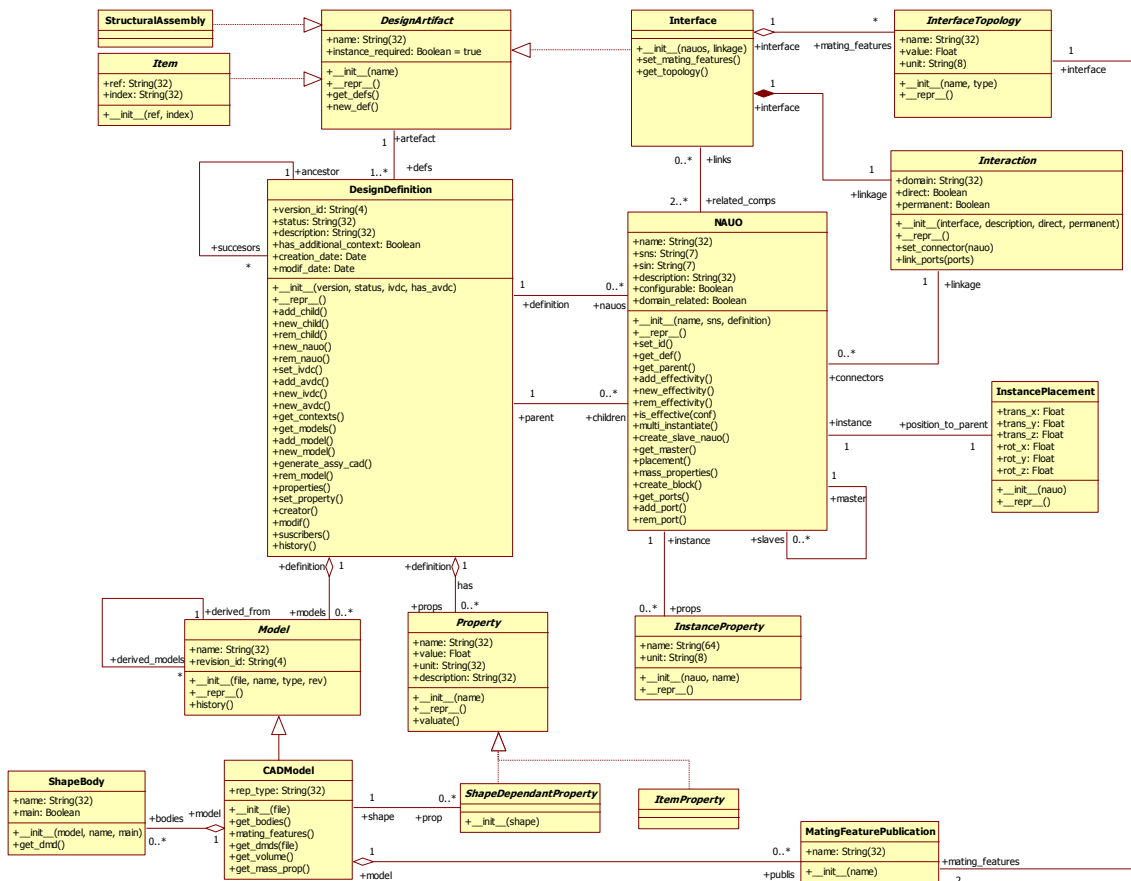 StructuralAssembly
Item
+ref: String(32)
+index: String(32)
+__init__(ref, index)
DesignArtifact
+name: String(32)
+instance_required: Boolean = true
+__init__(name)
+__repr__()
+get_defs()
+new_def()
Interface
+__init__(nauos, linkage)
+set_mating_features()
+get_topology()
1
+interface
*
+mating_features
1
+interface
InterfaceTopology
+name: String(32)
+value: Float
+unit: String(8)
+__init__(name, type)
+__repr__()
1
+interface
1
+linkage
Interaction
+domain: String(32)
+direct: Boolean
+permanent: Boolean
+__init__(interface, description, direct, permanent)
+__repr__()
+set_connector(nauo)
+link_ports(ports)
1
+linkage
0..*
+connectors
1
+artefact
1..*
+defs
1
+ancestor
+succesors
*
DesignDefinition
+version_id: String(4)
+status: String(32)
+description: String(32)
+has_additional_context: Boolean
+creation_date: Date
+modif_date: Date
+__init__(version, status, ivdc, has_avdc)
+__repr__()
+add_child()
+new_child()
+rem_child()
+new_nauo()
+rem_nauo()
+set_ivdc()
+add_avdc()
+new_ivdc()
+new_avdc()
+get_contexts()
+get_models()
+add_model()
+new_model()
+generate_assy_cad()
+rem_model()
+properties()
+set_property()
+creator()
+modif()
+suscribers()
+history()
0..*
+links
2..*
+related_comps
1
+definition
0..*
+nauos
1
+parent
0..*
+children
NAUO
+name: String(32)
+sns: String(7)
+sin: String(7)
+description: String(32)
+configurable: Boolean
+domain_related: Boolean
+__init__(name, sns, definition)
+__repr__()
+set_id()
+get_def()
+get_parent()
+add_effectivity()
+new_effectivity()
+rem_effectivity()
+is_effective(conf)
+multi_instantiate()
+create_slave_nauo()
+get_master()
+placement()
+mass_properties()
+create_block()
+get_ports()
+add_port()
+rem_port()
+instance
1
+position_to_parent
1
InstancePlacement
+trans_x: Float
+trans_y: Float
+trans_z: Float
+rot_x: Float
+rot_y: Float
+rot_z: Float
+__init__(nauo)
+__repr__()
1
+master
+slaves
0..*
1
+instance
0..*
+props
InstanceProperty
+name: String(64)
+unit: String(8)
+__init__(nauo, name)
+__repr__()
+definition
1
+models
0..*
+definition
1
has
+props
0..*
1
+derived_from
+derived_models
*
Model
+name: String(32)
+revision_id: String(4)
+__init__(file, name, type, rev)
+__repr__()
+history()
Property
+name: String(32)
+value: Float
+unit: String(32)
+description: String(32)
+__init__(name)
+__repr__()
+valuate()
ShapeBody
+name: String(32)
+main: Boolean
+__init__(model, name, main)
+get_dmd()
+model
+bodies
0..*
1
CADModel
+rep_type: String(32)
+__init__(file)
+get_bodies()
+mating_features()
+get_dmds(file)
+get_volume()
+get_mass_prop()
1
+shape
0..*
+prop
ShapeDependantProperty
+__init__(shape)
ItemProperty
1
+model
0..*
+publis
MatingFeaturePublication
+name: String(32)
+__init__(name)
+mating_features
2